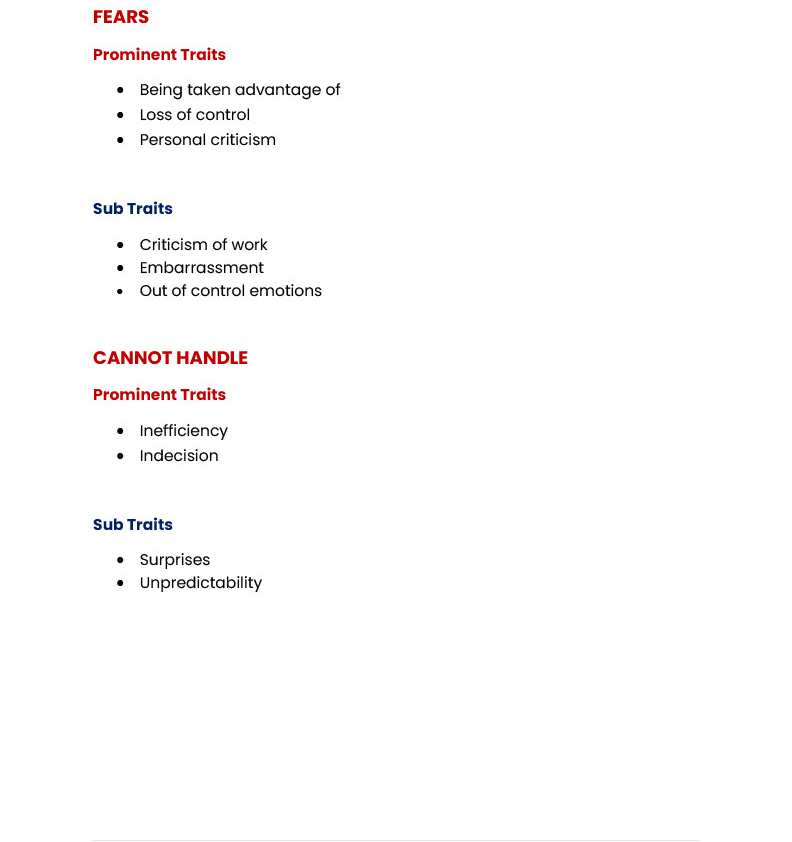 FEARS
Prominent Traits
• Being taken advantage of
• Loss of control
• Personal criticism
Sub Traits
• Criticism of work
• Embarrassment
• Out of control emotions
CANNOT HANDLE
Prominent Traits
• Inefficiency
• Indecision
Sub Traits
• Surprises
• Unpredictability